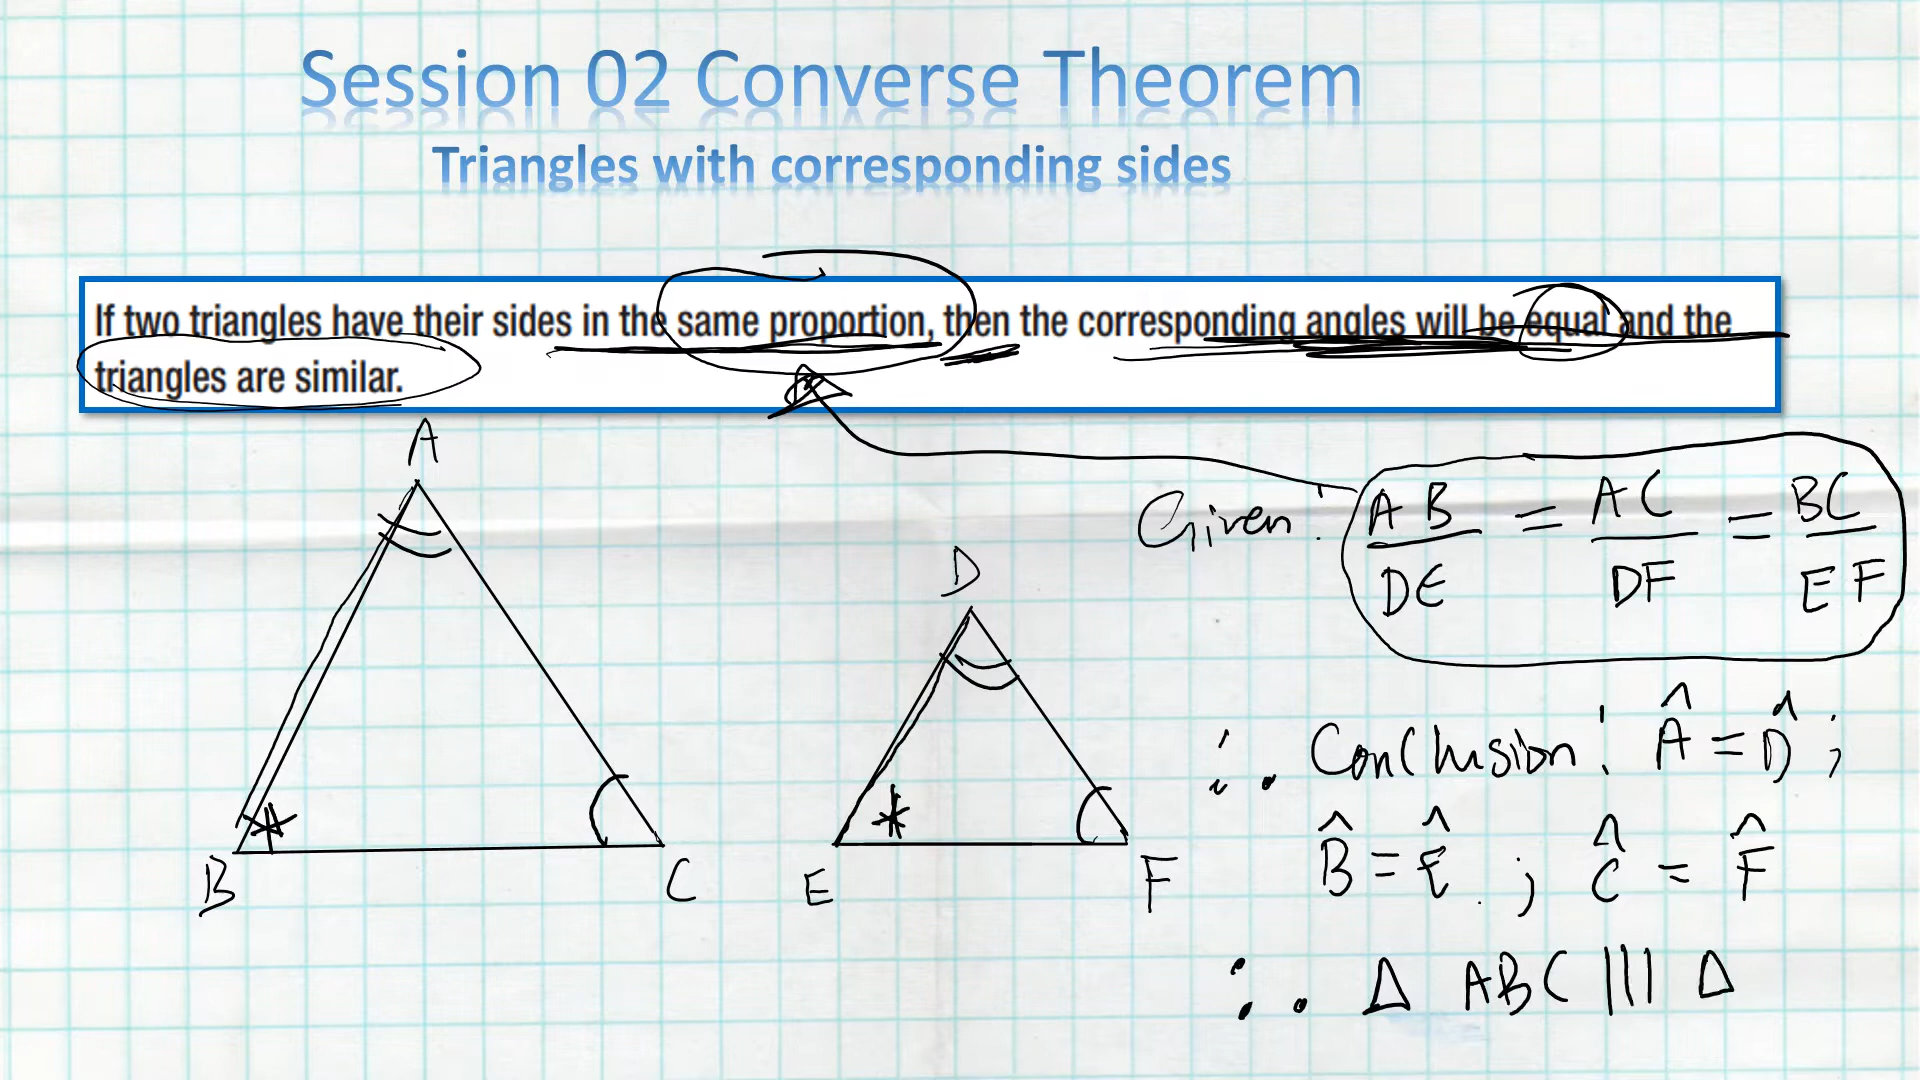 Session 02 Converse Theorem
Triangles with corresponding sides
If two triangles have their sides in the same proportion, then the corresponding angles will be equal and the
triangles are similar.
A
D
B
C
E
F
Given: AB/DE = AC/DF = BC/EF
∴ Conclusion: Â = D̂ ;
B̂ = Ê ; Ĉ = F̂
∴ Δ ABC ||| Δ